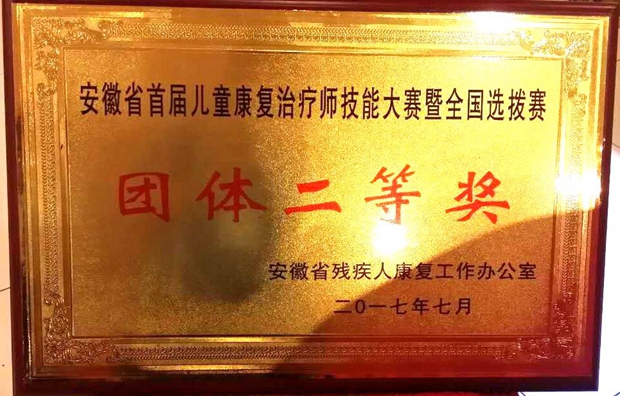 安徽省首届儿童康复治疗师技能大赛暨全国选拨赛
团体二等奖
安徽省残疾人康复工作办公室
二〇一七年七月